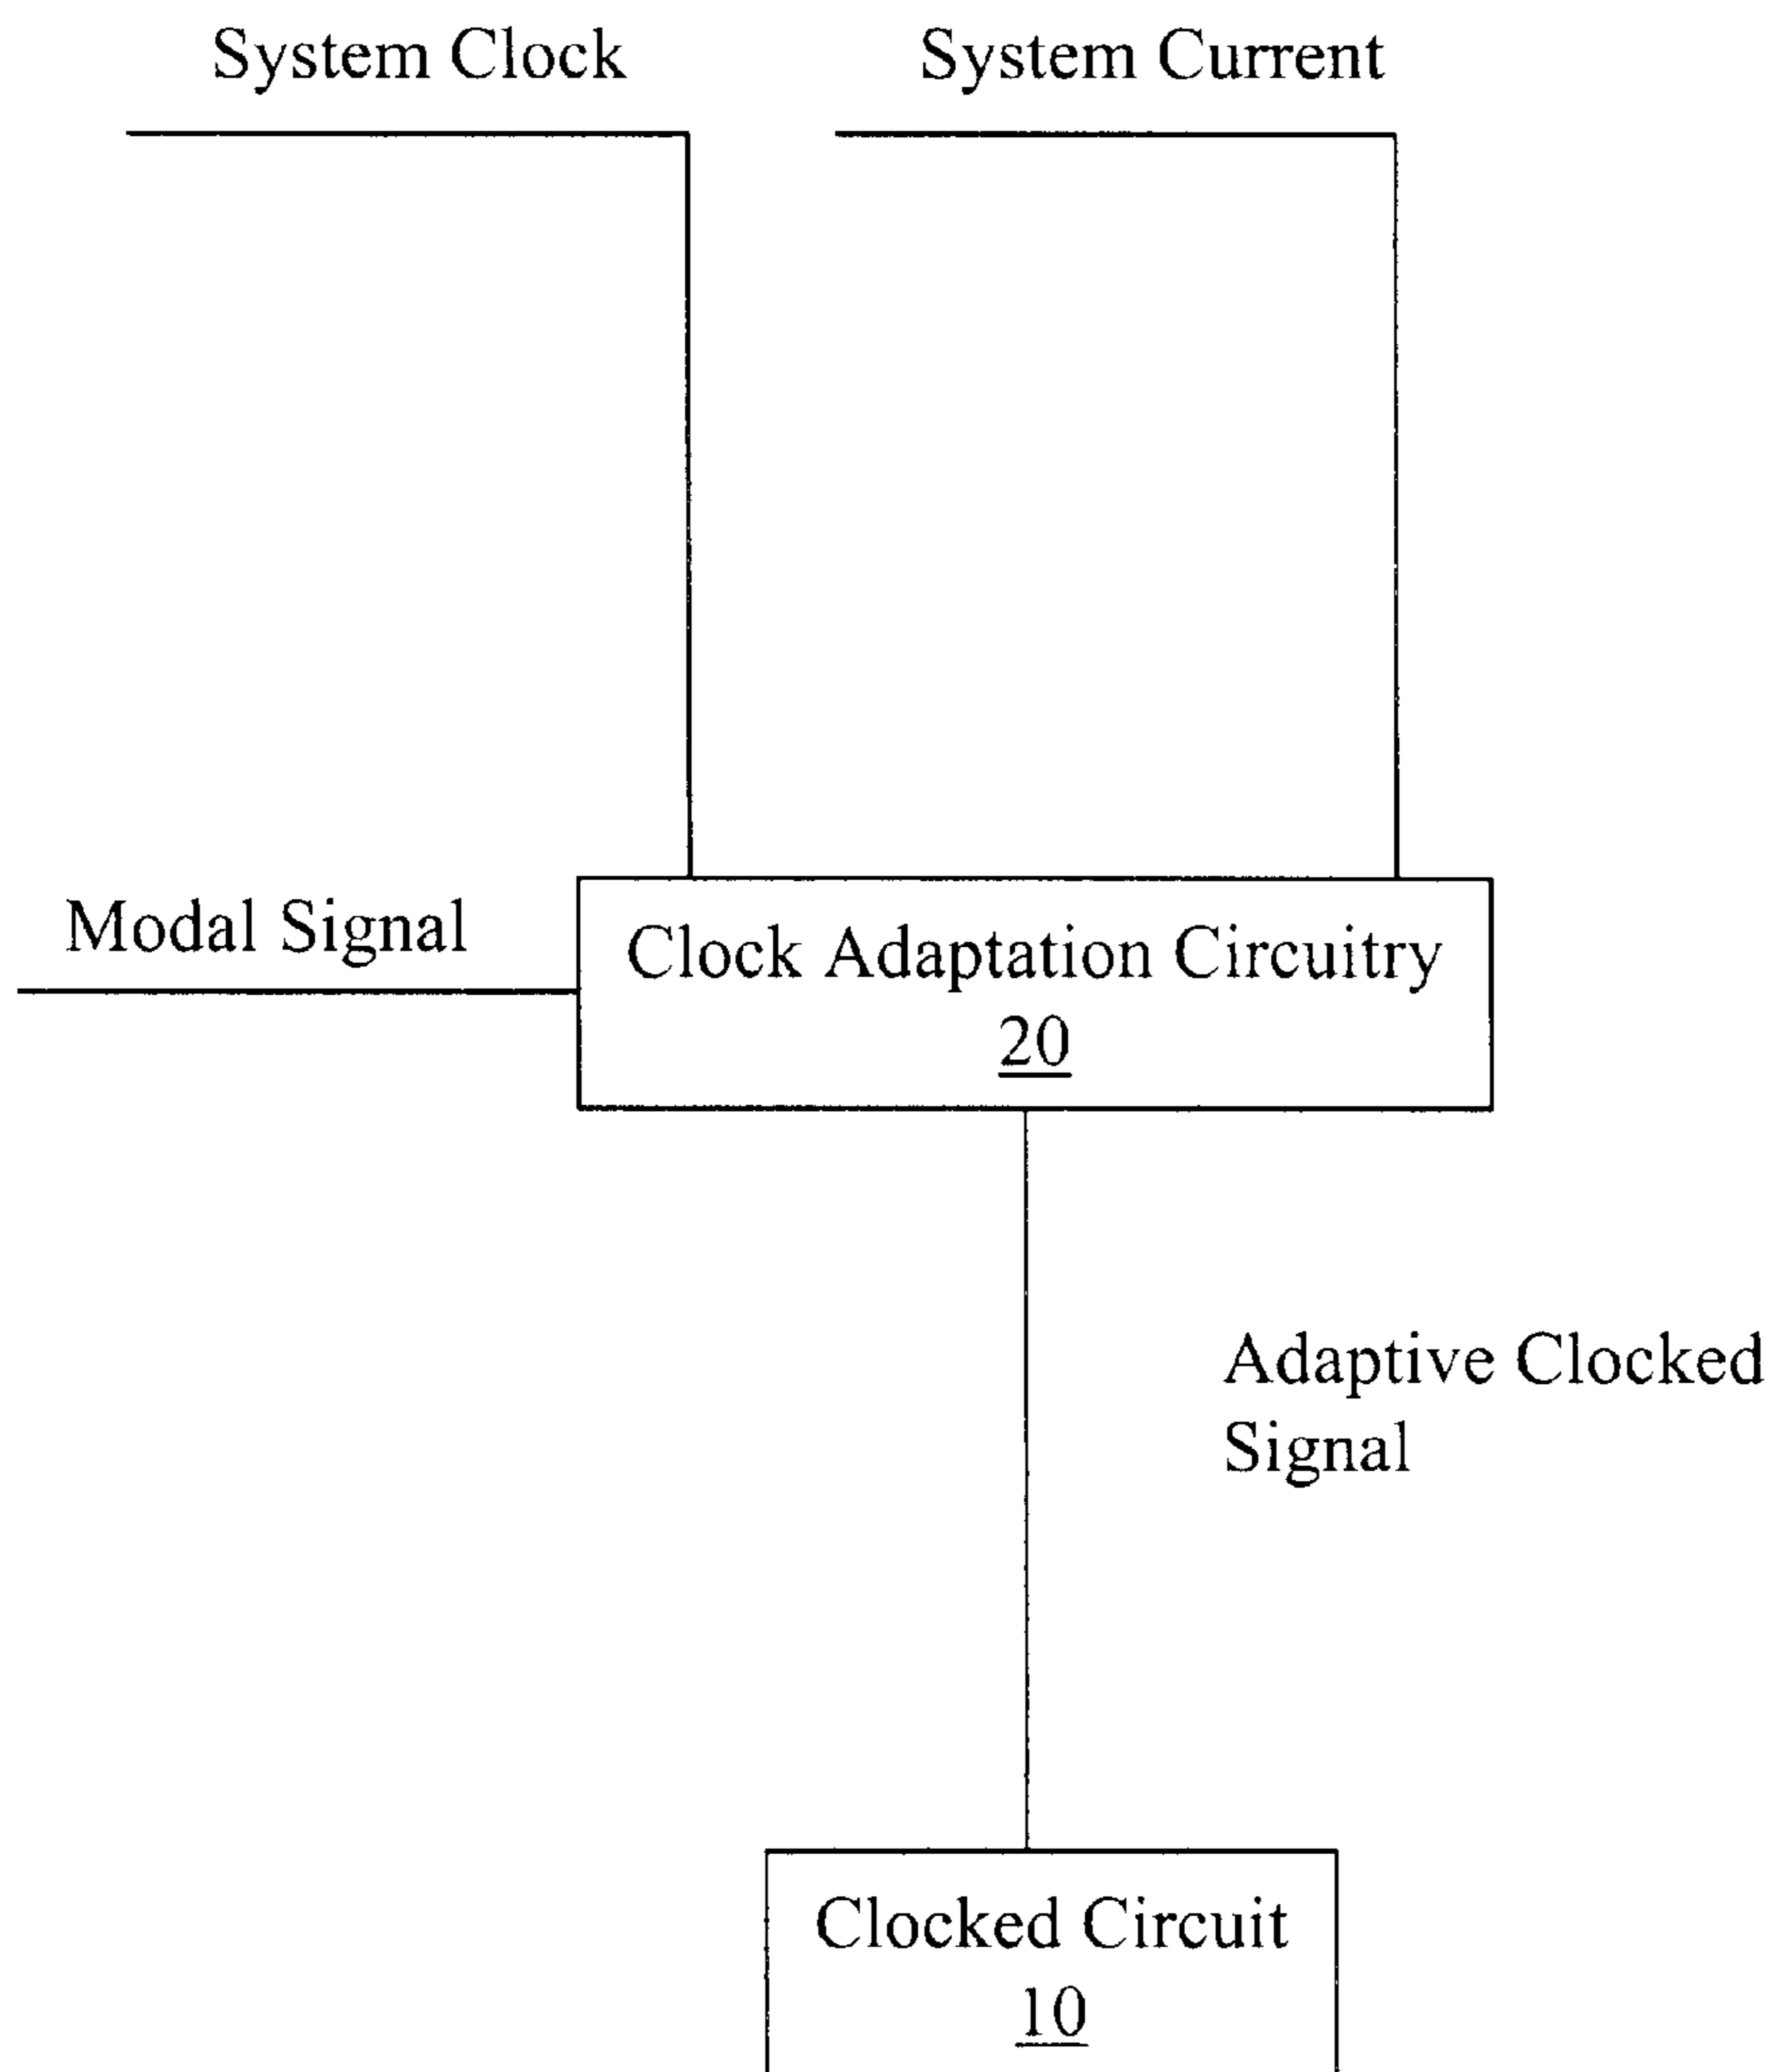 System Clock
System Current
Modal Signal
Clock Adaptation Circuitry
20
Adaptive Clocked
Signal
Clocked Circuit
10